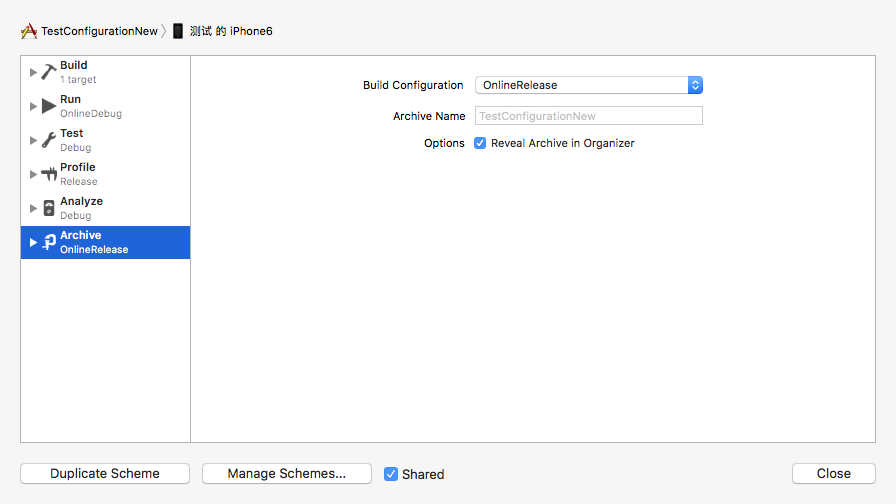 TestConfigurationNew 测试 的 iPhone6
Build
1 target
Run
OnlineDebug
Test
Debug
Profile
Release
Analyze
Debug
Archive
OnlineRelease
Build Configuration OnlineRelease
Archive Name TestConfigurationNew
Options Reveal Archive in Organizer
Duplicate Scheme Manage Schemes... Shared Close